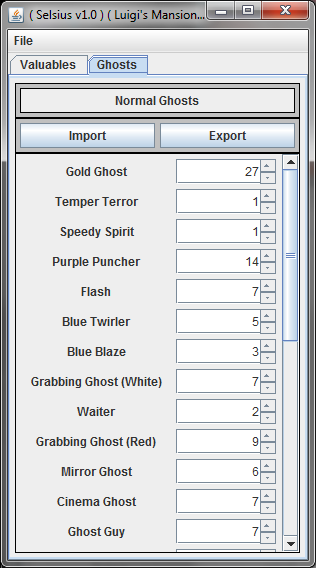 ( Selsius v1.0 ) ( Luigi's Mansion...
File
Valuables Ghosts
Normal Ghosts
Import Export
Gold Ghost 27
Temper Terror 1
Speedy Spirit 1
Purple Puncher 14
Flash 7
Blue Twirler 5
Blue Blaze 3
Grabbing Ghost (White) 7
Waiter 2
Grabbing Ghost (Red) 9
Mirror Ghost 6
Cinema Ghost 7
Ghost Guy 7